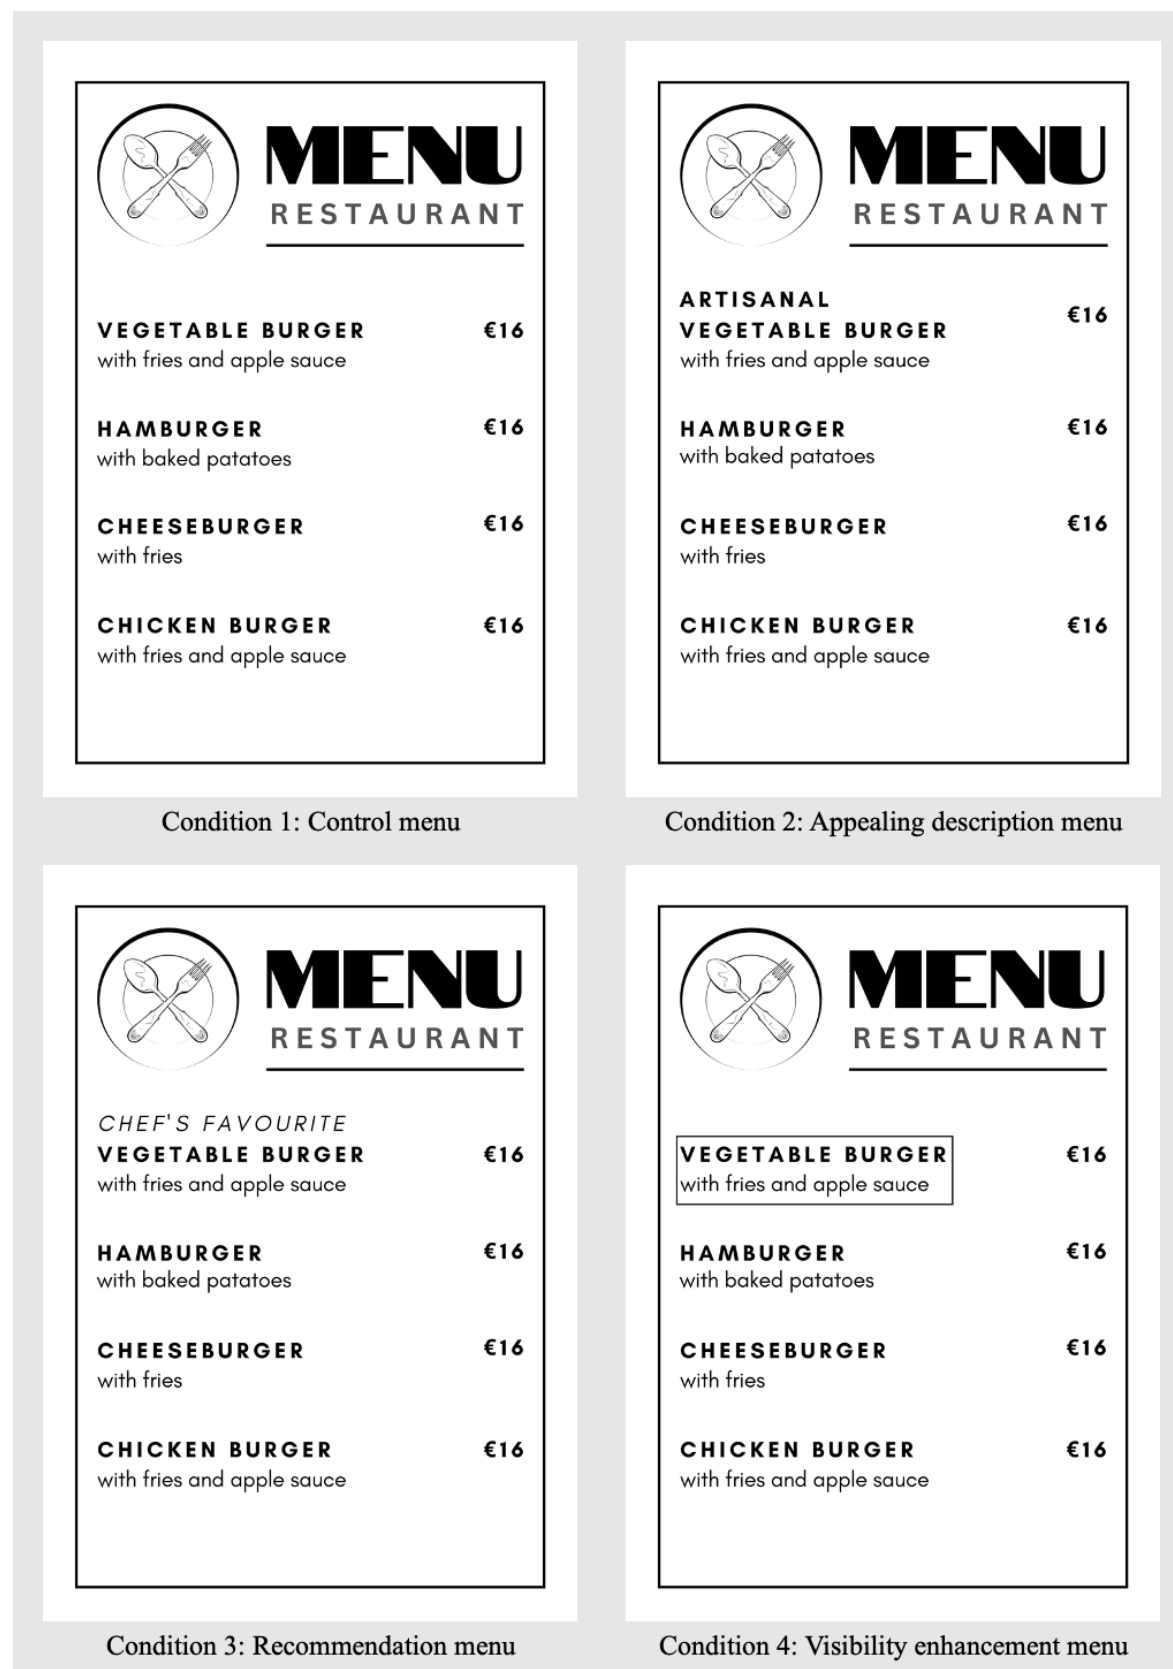 MENU
RESTAURANT
VEGETABLE BURGER €16
with fries and apple sauce
HAMBURGER €16
with baked patatoes
CHEESEBURGER €16
with fries
CHICKEN BURGER €16
with fries and apple sauce
Condition 1: Control menu
MENU
RESTAURANT
ARTISANAL
VEGETABLE BURGER €16
with fries and apple sauce
HAMBURGER €16
with baked patatoes
CHEESEBURGER €16
with fries
CHICKEN BURGER €16
with fries and apple sauce
Condition 2: Appealing description menu
MENU
RESTAURANT
CHEF'S FAVOURITE
VEGETABLE BURGER €16
with fries and apple sauce
HAMBURGER €16
with baked patatoes
CHEESEBURGER €16
with fries
CHICKEN BURGER €16
with fries and apple sauce
Condition 3: Recommendation menu
MENU
RESTAURANT
VEGETABLE BURGER €16
with fries and apple sauce
HAMBURGER €16
with baked patatoes
CHEESEBURGER €16
with fries
CHICKEN BURGER €16
with fries and apple sauce
Condition 4: Visibility enhancement menu